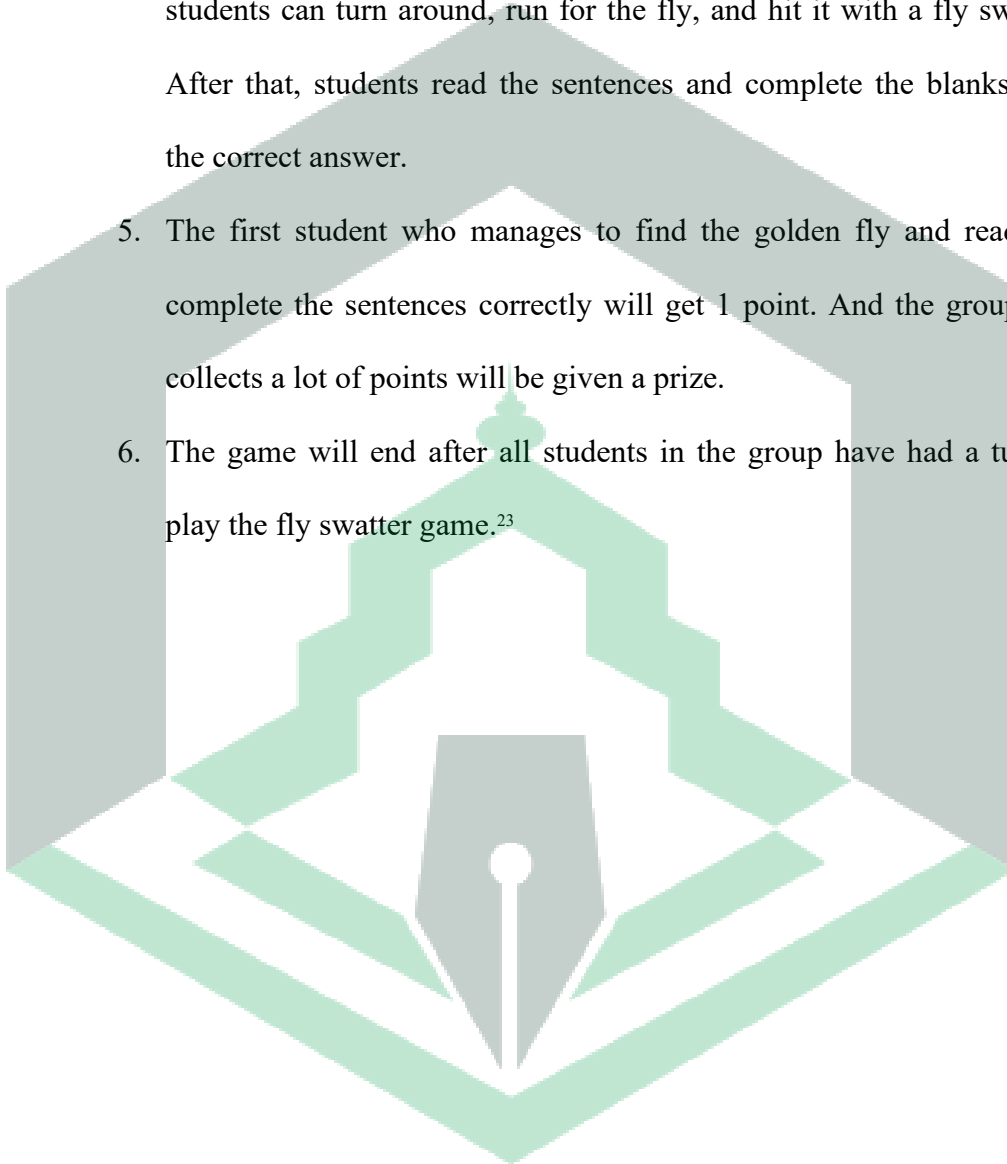 students can turn around, run for the fly, and hit it with a fly
After that, students read the sentences and complete the blanks
the correct answer.
5. The first student who manages to find the golden fly and
complete the sentences correctly will get 1 point. And the
collects a lot of points will be given a prize.
6. The game will end after all students in the group have had a
play the fly swatter game.23